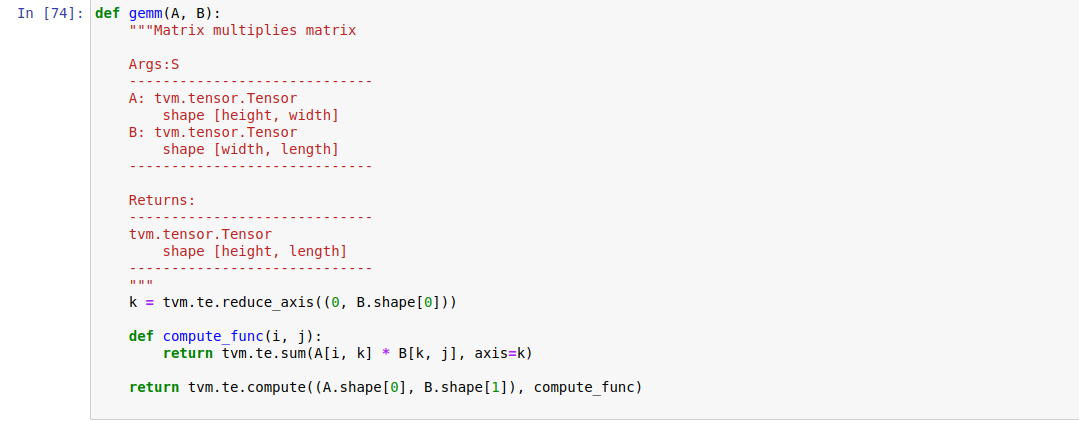 In [74]: def gemm(A, B):
    """Matrix multiplies matrix

    Args:S
    -----------------------------
    A: tvm.tensor.Tensor
        shape [height, width]
    B: tvm.tensor.Tensor
        shape [width, length]
    -----------------------------

    Returns:
    -----------------------------
    tvm.tensor.Tensor
        shape [height, length]
    -----------------------------
    """
    k = tvm.te.reduce_axis((0, B.shape[0]))

    def compute_func(i, j):
        return tvm.te.sum(A[i, k] * B[k, j], axis=k)

    return tvm.te.compute((A.shape[0], B.shape[1]), compute_func)